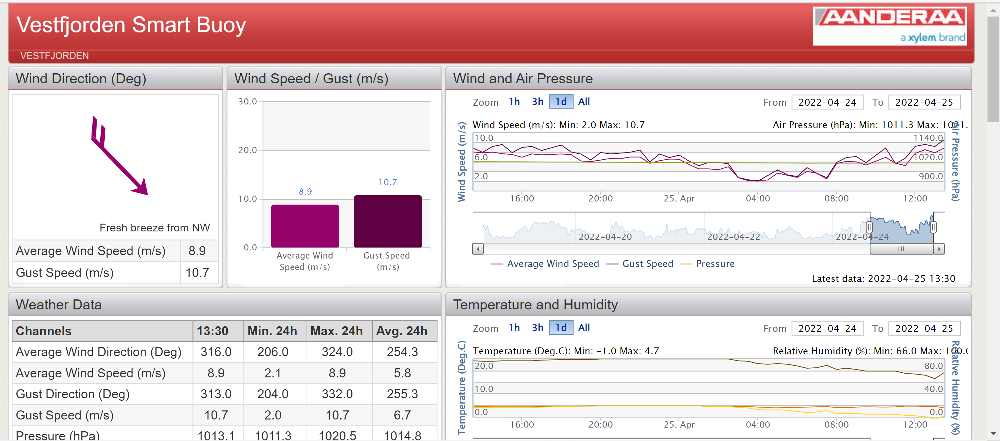 Vestfjorden Smart Buoy
AANDERAA
a xylem brand
VESTFJORDEN
Wind Direction (Deg)
Fresh breeze from NW
Average Wind Speed (m/s) 8.9
Gust Speed (m/s) 10.7
Wind Speed / Gust (m/s)
30.0
20.0
10.0
0.0
8.9
10.7
Average Wind
Speed (m/s)
Gust Speed
(m/s)
Wind and Air Pressure
Zoom 1h 3h 1d All From 2022-04-24 To 2022-04-25
Wind Speed (m/s): Min: 2.0 Max: 10.7 Air Pressure (hPa): Min: 1011.3 Max: 1021.
Wind Speed (m/s)
Air Pressure (hPa)
10.0 1140.0
6.0 1020.0
2.0 900.0
16:00 20:00 25. Apr 04:00 08:00 12:00
2022-04-20 2022-04-22 2022-04-24
Average Wind Speed Gust Speed Pressure
Latest data: 2022-04-25 13:30
Weather Data
Channels 13:30 Min. 24h Max. 24h Avg. 24h
Average Wind Direction (Deg) 316.0 206.0 324.0 254.3
Average Wind Speed (m/s) 8.9 2.1 8.9 5.8
Gust Direction (Deg) 313.0 204.0 332.0 255.3
Gust Speed (m/s) 10.7 2.0 10.7 6.7
Pressure (hPa) 1013.1 1011.3 1020.5 1014.8
Temperature and Humidity
Zoom 1h 3h 1d All From 2022-04-24 To 2022-04-25
Temperature (Deg.C): Min: -1.0 Max: 4.7 Relative Humidity (%): Min: 66.0 Max: 100.0
Temperature (Deg.C)
Relative Humidity (%)
20.0 80.0
10.0 40.0
0.0 0.0
16:00 20:00 25. Apr 04:00 08:00 12:00